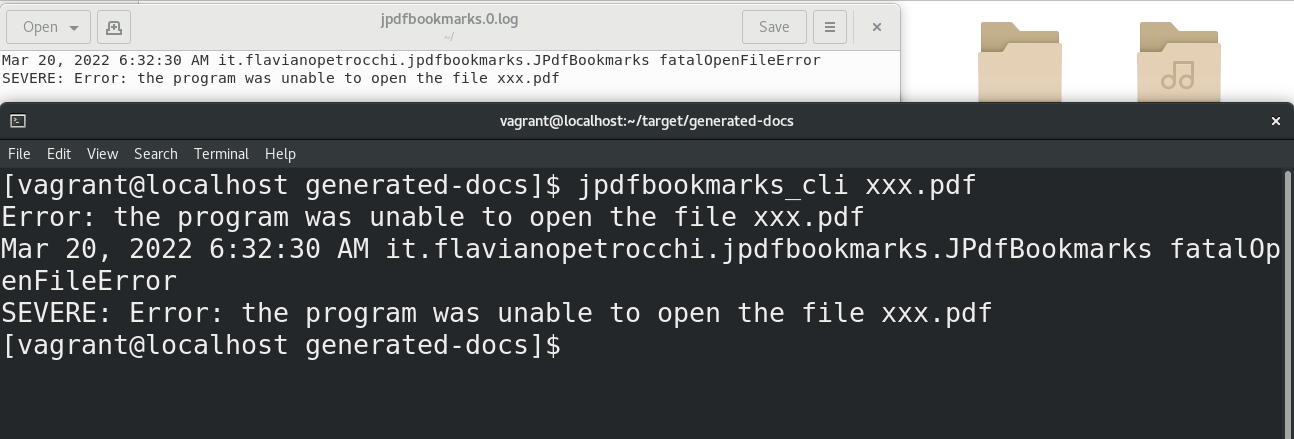 Open
jpdfbookmarks.0.log
~/
Save
Mar 20, 2022 6:32:30 AM it.flavianopetrocchi.jpdfbookmarks.JPdfBookmarks fatalOpenFileError
SEVERE: Error: the program was unable to open the file xxx.pdf
vagrant@localhost:~/target/generated-docs
File Edit View Search Terminal Help
[vagrant@localhost generated-docs]$ jpdfbookmarks_cli xxx.pdf
Error: the program was unable to open the file xxx.pdf
Mar 20, 2022 6:32:30 AM it.flavianopetrocchi.jpdfbookmarks.JPdfBookmarks fatalOp
enFileError
SEVERE: Error: the program was unable to open the file xxx.pdf
[vagrant@localhost generated-docs]$